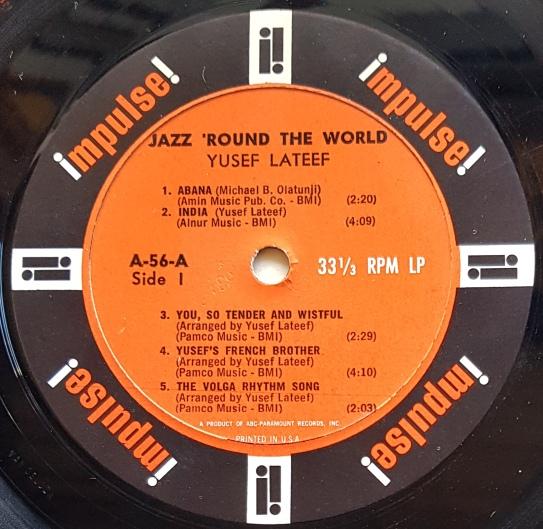 impulse!
impulse!
JAZZ 'ROUND THE WORLD
YUSEF LATEEF
1. ABANA (Michael B. Olatunji)
(Amin Music Pub. Co. - BMI) (2:20)
2. INDIA (Yusef Lateef)
(Alnur Music - BMI) (4:09)
A-56-A
Side 1
33 1/3 RPM LP
3. YOU, SO TENDER AND WISTFUL
(Arranged by Yusef Lateef)
(Pamco Music - BMI) (2:29)
4. YUSEF'S FRENCH BROTHER
(Arranged by Yusef Lateef)
(Pamco Music - BMI) (4:10)
5. THE VOLGA RHYTHM SONG
(Arranged by Yusef Lateef)
(Pamco Music - BMI) (2:03)
A PRODUCT OF ABC-PARAMOUNT RECORDS, INC.
PRINTED IN U.S.A.
impulse!
impulse!